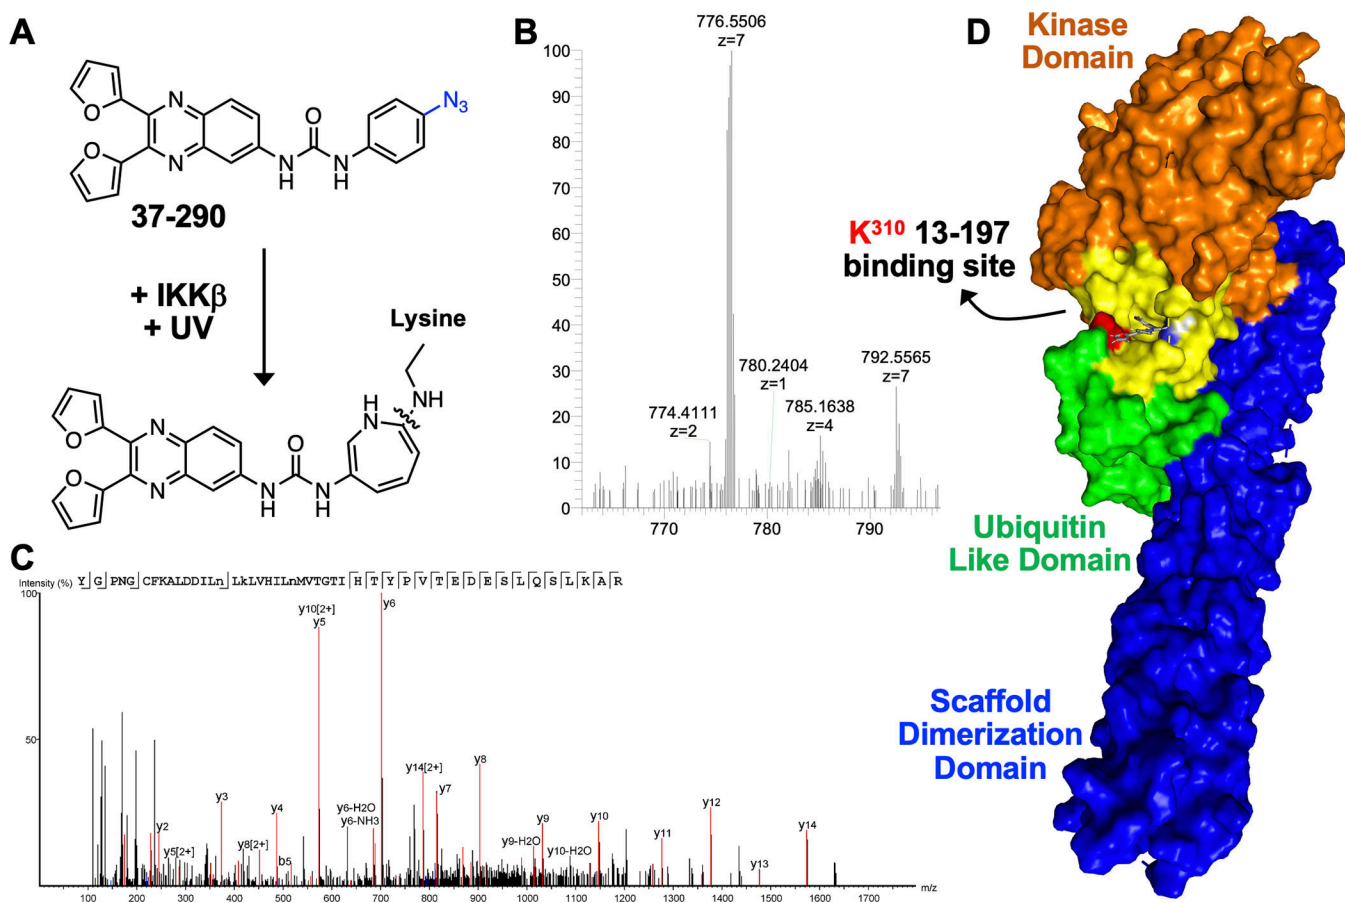 A
N
N
O
O
O
N
H
N
H
N3
37-290
+ IKKβ
+ UV
Lysine
NH
H
N
N
N
O
O
O
N
H
N
H
B
776.5506
z=7
780.2404
z=1
792.5565
z=7
774.4111
z=2
785.1638
z=4
100
90
80
70
60
50
40
30
20
10
0
770
780
790
C
Y G PNG CFKALDDILn LkLVHILnMVTGTI H T Y P V T E D E S L Q S L K A R
Intensity (%)
100
50
y10[2+]
y5
y6
y14[2+]
y8
y7
y3
y4
y6-H2O
y6-NH3
y2
y5[2+]
y8[2+]
b5
y9
y9-H2O
y10
y10-H2O
y11
y12
y13
y14
100 200 300 400 500 600 700 800 900 1000 1100 1200 1300 1400 1500 1600 1700
m/z
D
Kinase
Domain
K310 13-197
binding site
Ubiquitin
Like Domain
Scaffold
Dimerization
Domain